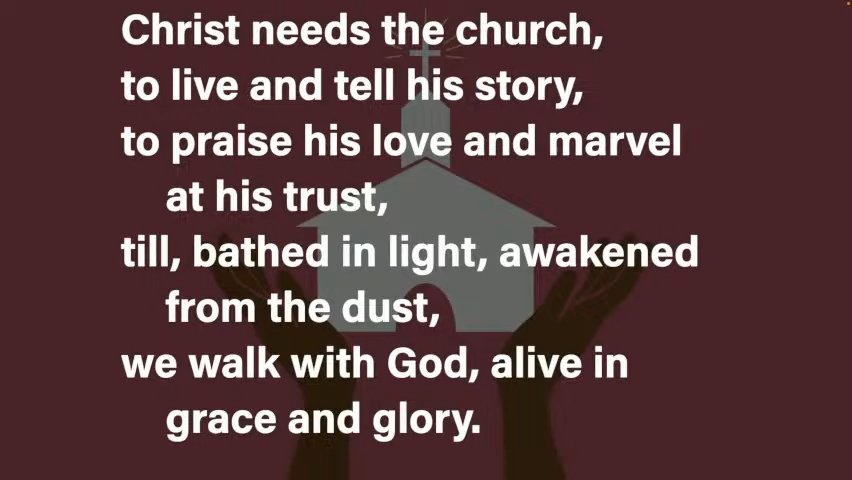 Christ needs the church,
to live and tell his story,
to praise his love and marvel
at his trust,
till, bathed in light, awakened
from the dust,
we walk with God, alive in
grace and glory.